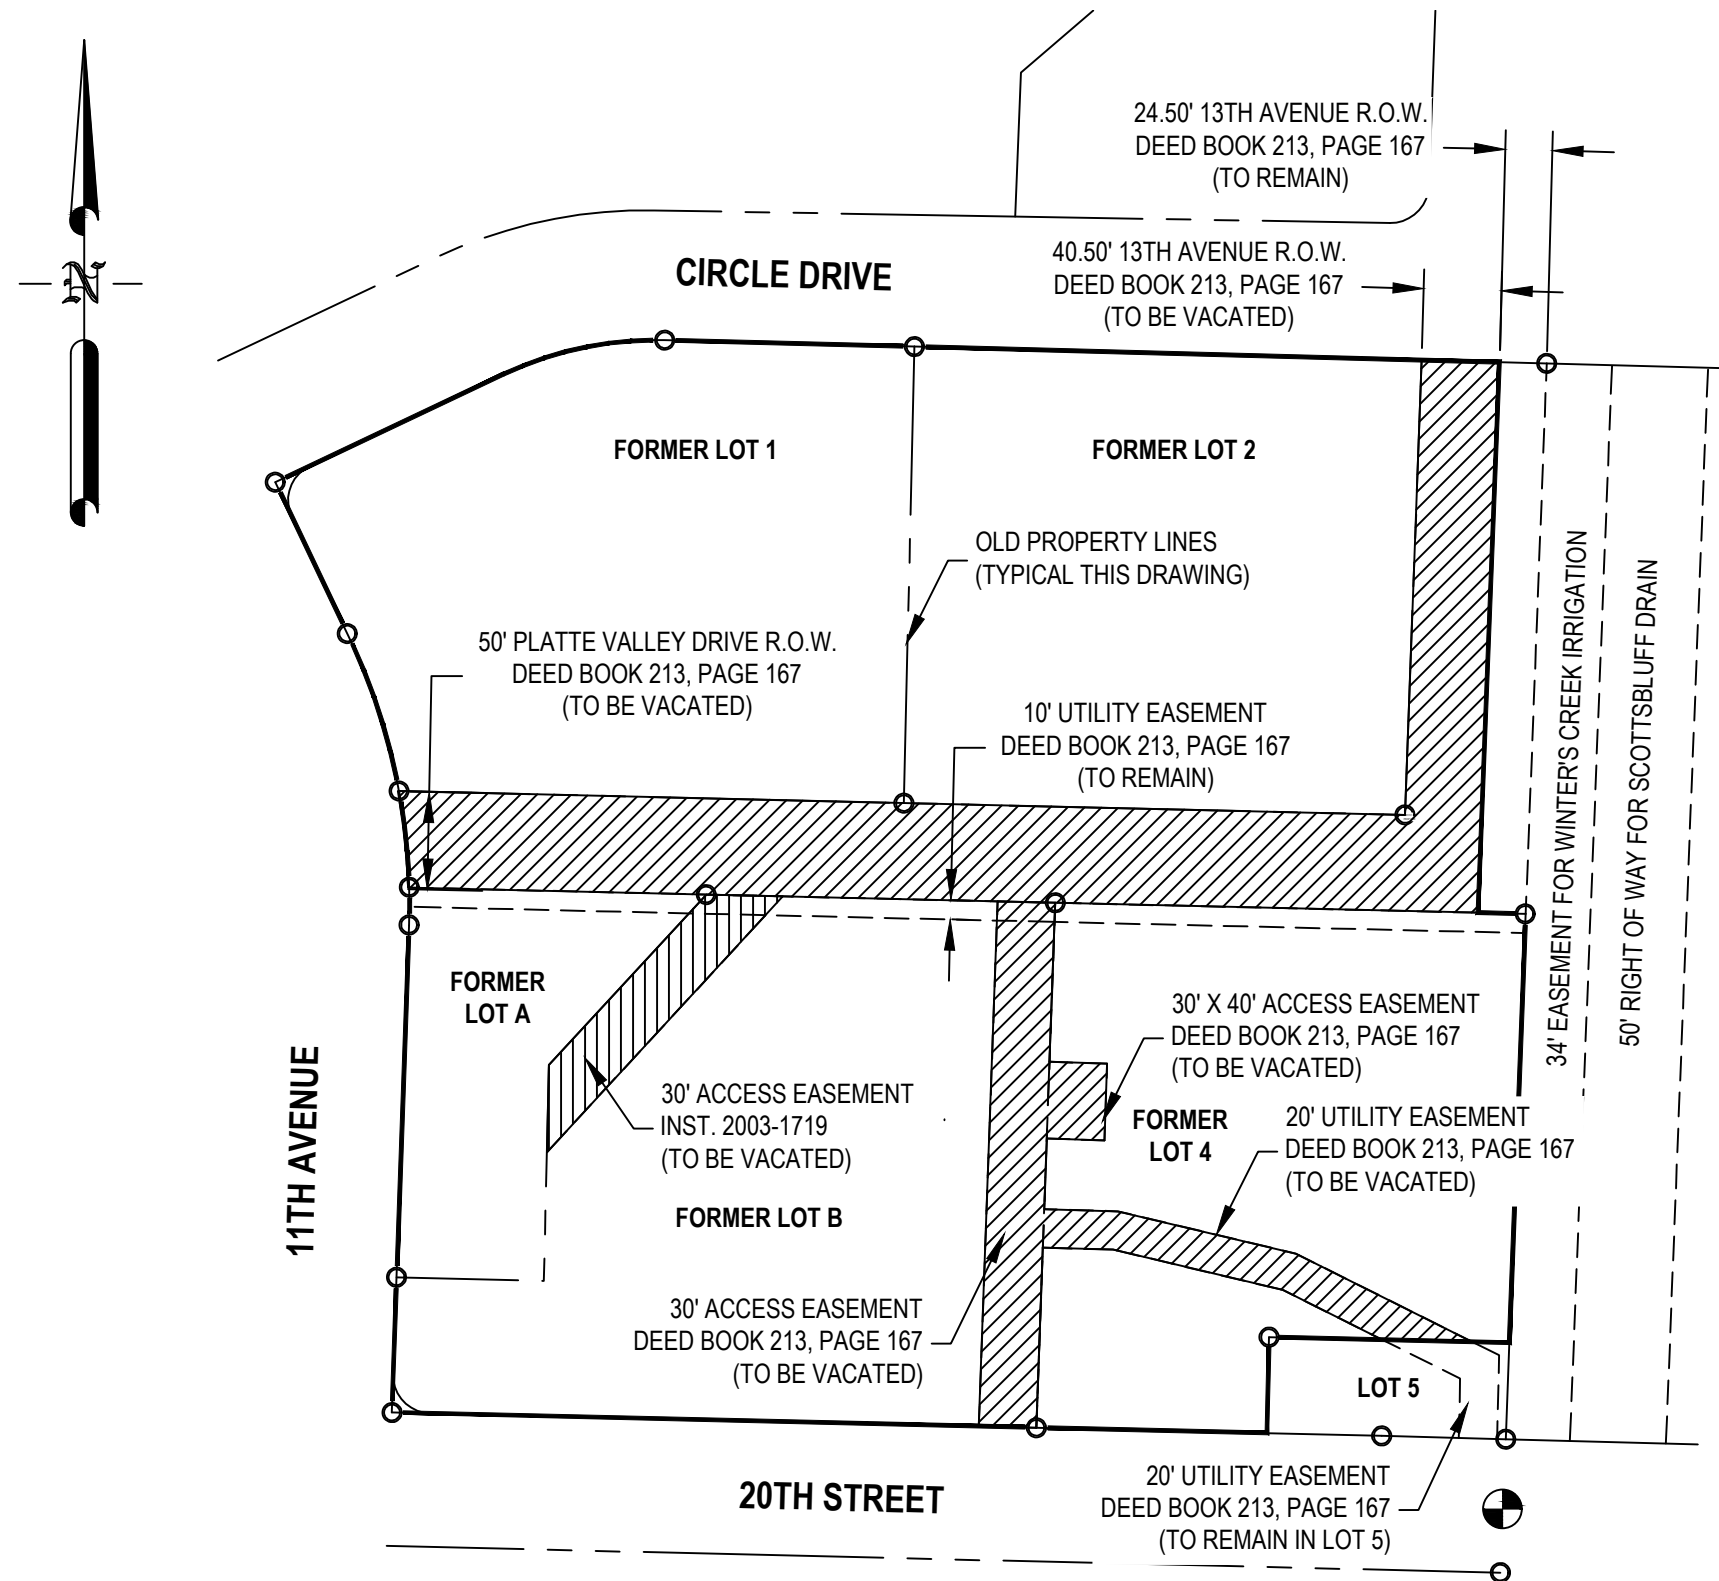 24.50' 13TH AVENUE R.O.W.
DEED BOOK 213, PAGE 167
(TO REMAIN)
40.50' 13TH AVENUE R.O.W.
DEED BOOK 213, PAGE 167
(TO BE VACATED)
CIRCLE DRIVE
N
FORMER LOT 1
FORMER LOT 2
OLD PROPERTY LINES
(TYPICAL THIS DRAWING)
50' PLATTE VALLEY DRIVE R.O.W.
DEED BOOK 213, PAGE 167
(TO BE VACATED)
10' UTILITY EASEMENT
DEED BOOK 213, PAGE 167
(TO REMAIN)
34' EASEMENT FOR WINTER'S CREEK IRRIGATION
50' RIGHT OF WAY FOR SCOTTSBLUFF DRAIN
FORMER
LOT A
30' X 40' ACCESS EASEMENT
DEED BOOK 213, PAGE 167
(TO BE VACATED)
11TH AVENUE
30' ACCESS EASEMENT
INST. 2003-1719
(TO BE VACATED)
FORMER
LOT 4
20' UTILITY EASEMENT
DEED BOOK 213, PAGE 167
(TO BE VACATED)
FORMER LOT B
30' ACCESS EASEMENT
DEED BOOK 213, PAGE 167
(TO BE VACATED)
LOT 5
20TH STREET
20' UTILITY EASEMENT
DEED BOOK 213, PAGE 167
(TO REMAIN IN LOT 5)